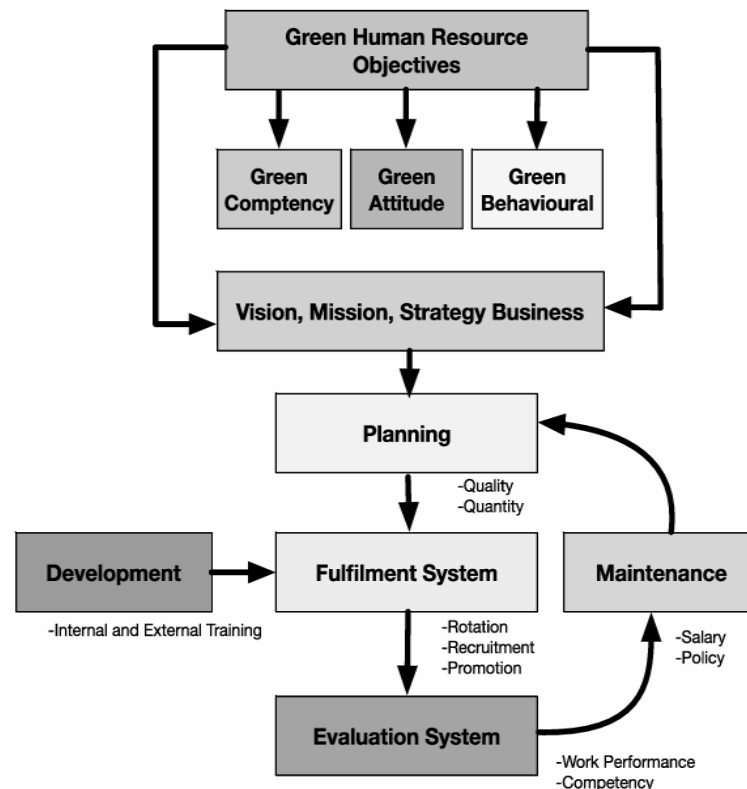 Green Human Resource
Objectives
Green
Comptency
Green
Attitude
Green
Behavioural
Vision, Mission, Strategy Business
Planning
-Quality
-Quantity
Development
Fulfilment System
Maintenance
-Internal and External Training
-Rotation
-Recruitment
-Promotion
-Salary
-Policy
Evaluation System
-Work Performance
-Competency